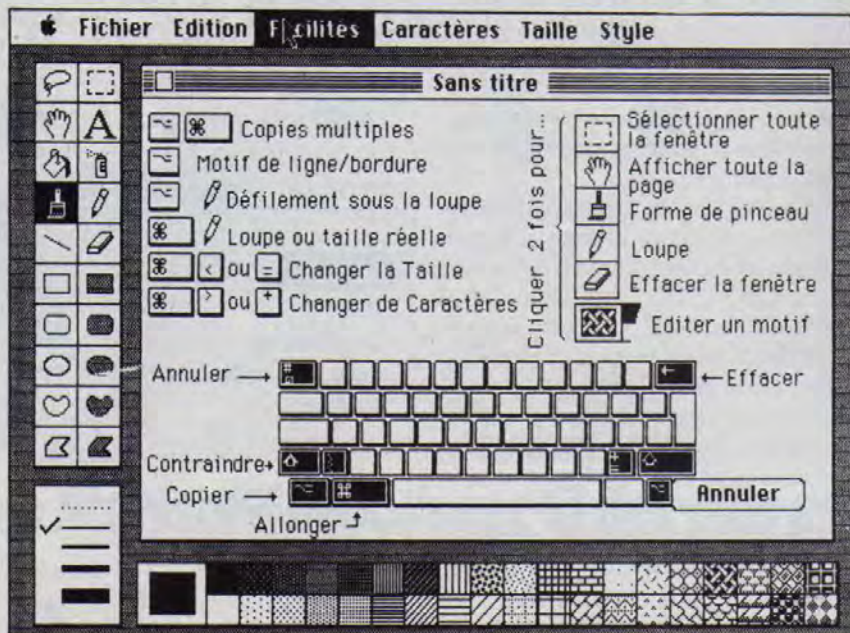 Fichier Edition Facilités Caractères Taille Style
Sans titre
Copies multiples
Motif de ligne/bordure
Défilement sous la loupe
Loupe ou taille réelle
< ou = Changer la Taille
> ou + Changer de Caractères
Cliquer 2 fois pour...
Sélectionner toute
la fenêtre
Afficher toute la
page
Forme de pinceau
Loupe
Effacer la fenêtre
Editer un motif
A
Annuler
Effacer
Contraindre
Copier
Annuler
Allonger